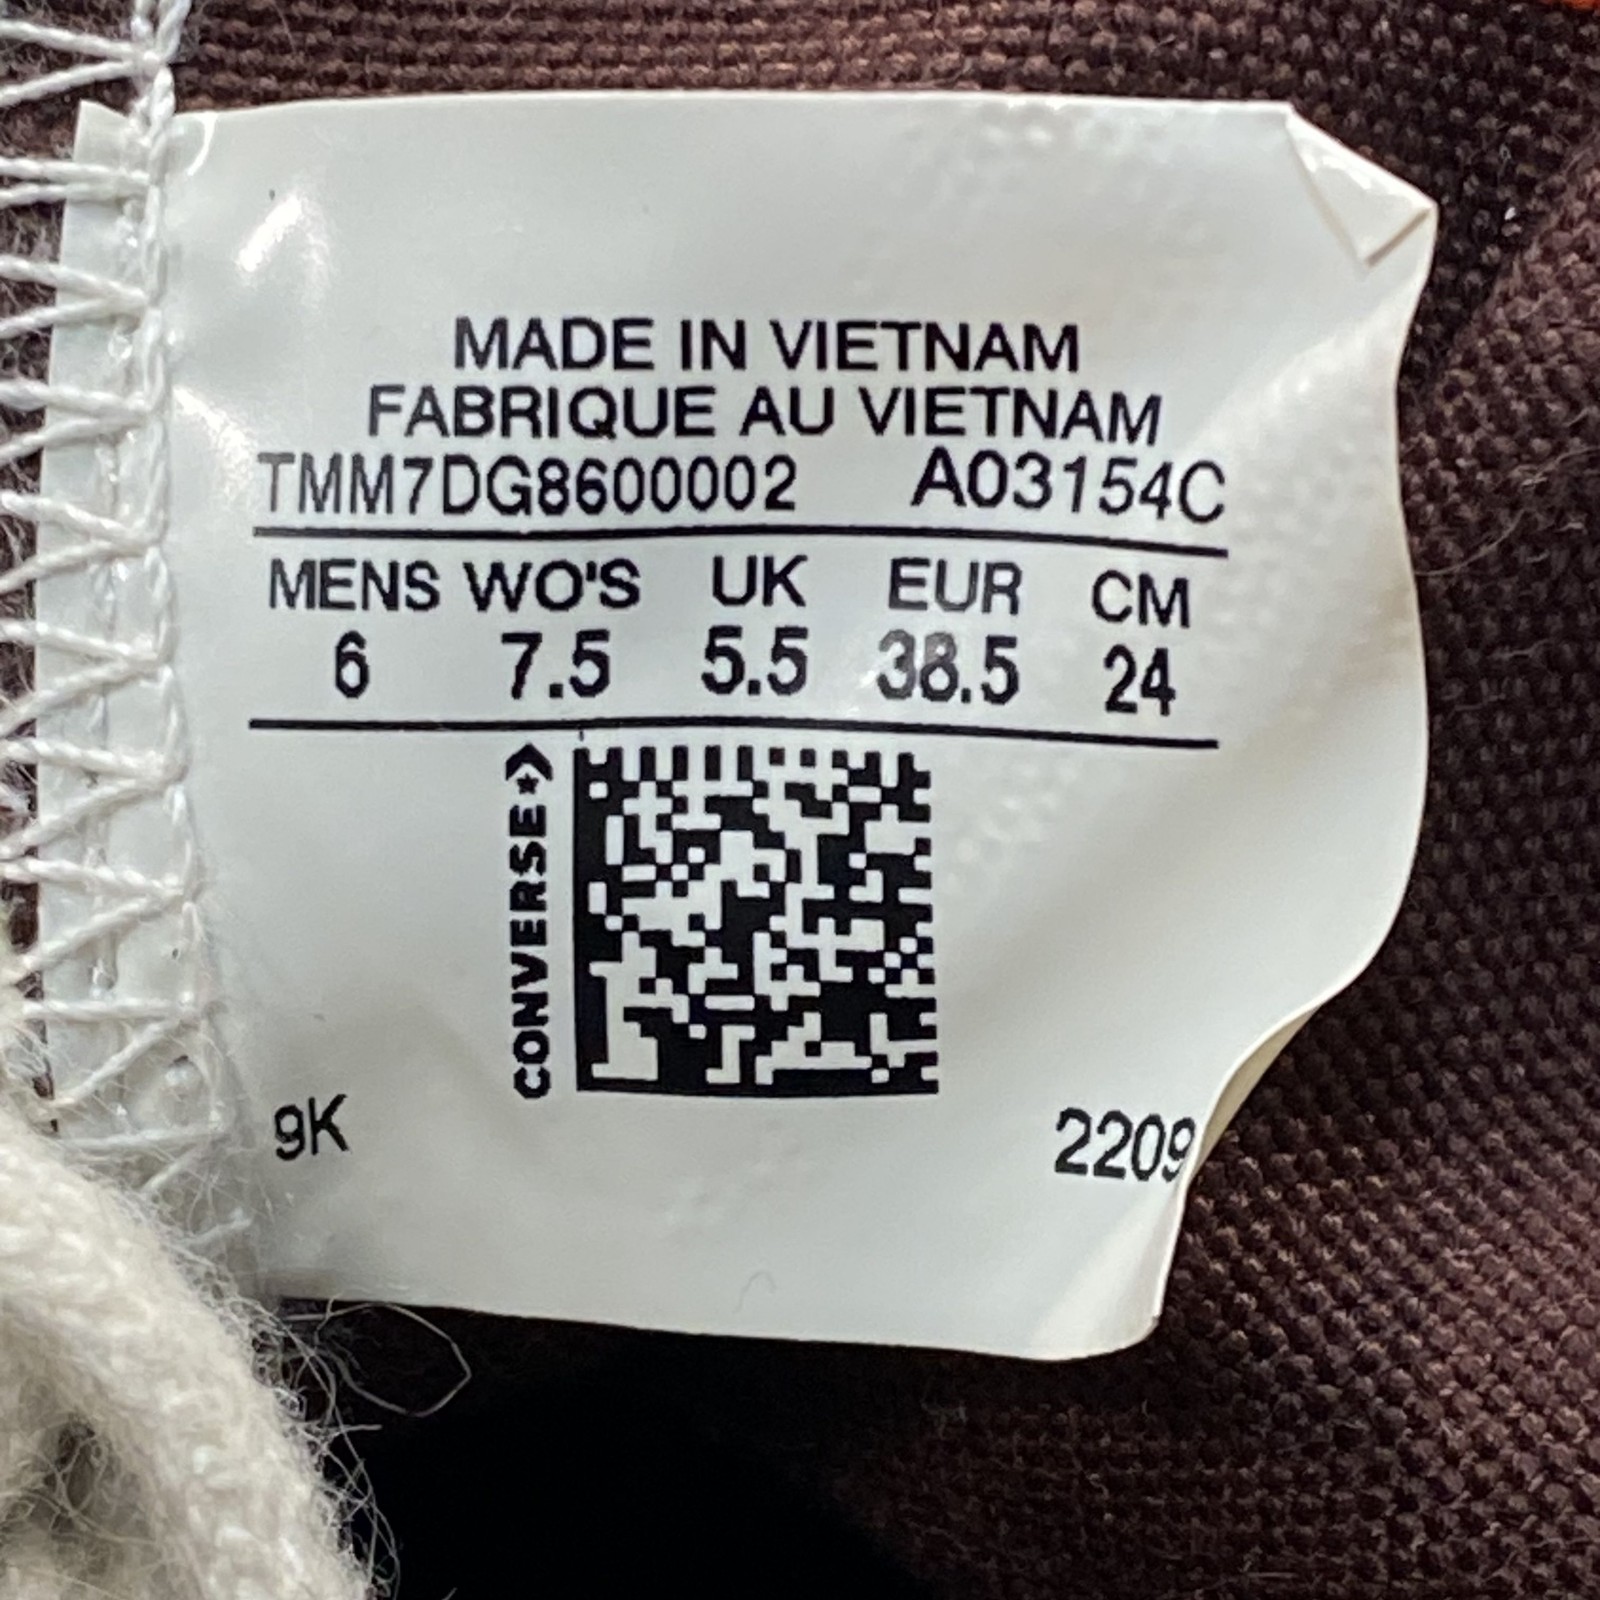 MADE IN VIETNAM
FABRIQUE AU VIETNAM
TMM7DG8600002 A03154C
MENS WO'S UK EUR CM
6 7.5 5.5 38.5 24
CONVERSE
9K 2209